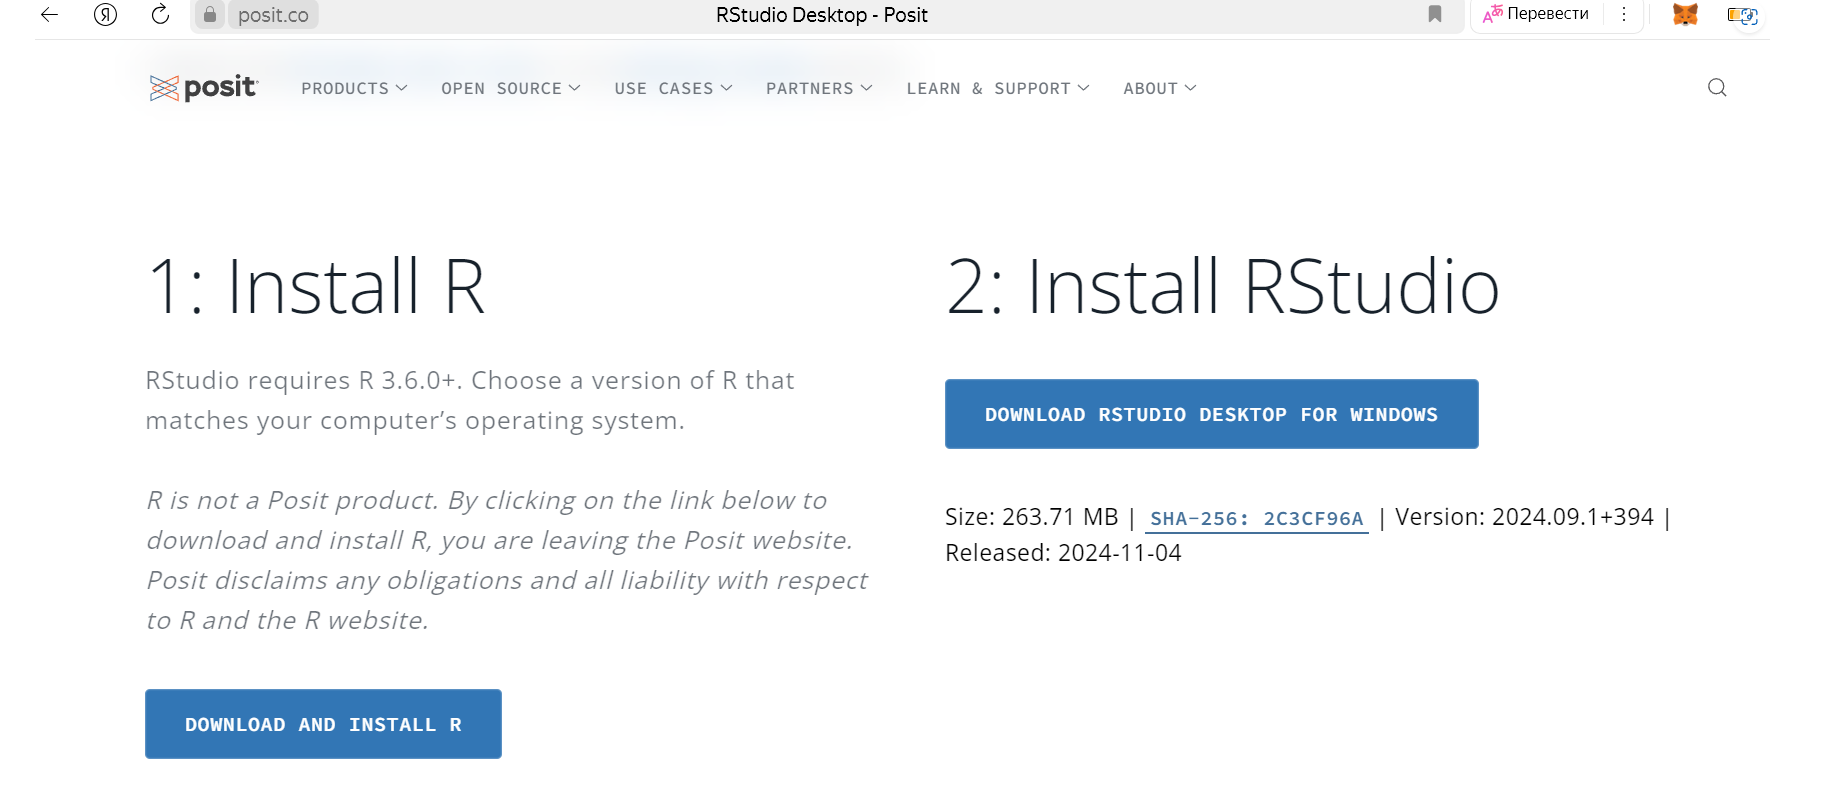 Я posit.co RStudio Desktop - Posit Перевести
posit PRODUCTS OPEN SOURCE USE CASES PARTNERS LEARN & SUPPORT ABOUT
1: Install R
RStudio requires R 3.6.0+. Choose a version of R that
matches your computer’s operating system.
R is not a Posit product. By clicking on the link below to
download and install R, you are leaving the Posit website.
Posit disclaims any obligations and all liability with respect
to R and the R website.
DOWNLOAD AND INSTALL R
2: Install RStudio
DOWNLOAD RSTUDIO DESKTOP FOR WINDOWS
Size: 263.71 MB | SHA-256: 2C3CF96A | Version: 2024.09.1+394 |
Released: 2024-11-04